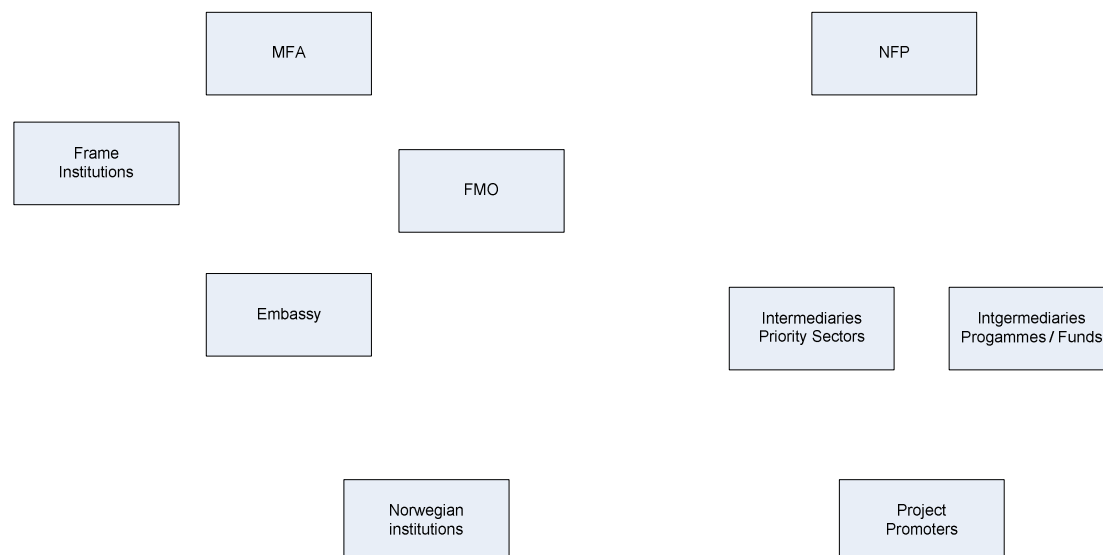 MFA
NFP
Frame
Institutions
FMO
Embassy
Intermediaries
Priority Sectors
Intgermediaries
Progammes / Funds
Norwegian
institutions
Project
Promoters